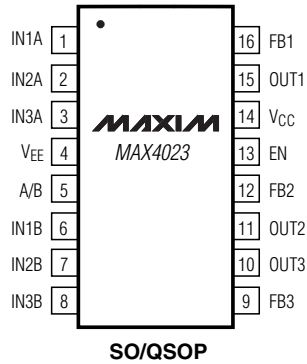 IN1A 1 16 FB1
IN2A 2 15 OUT1
IN3A 3 14 VCC
MAXIM
VEE 4 MAX4023 13 EN
A/B 5 12 FB2
IN1B 6 11 OUT2
IN2B 7 10 OUT3
IN3B 8 9 FB3
SO/QSOP